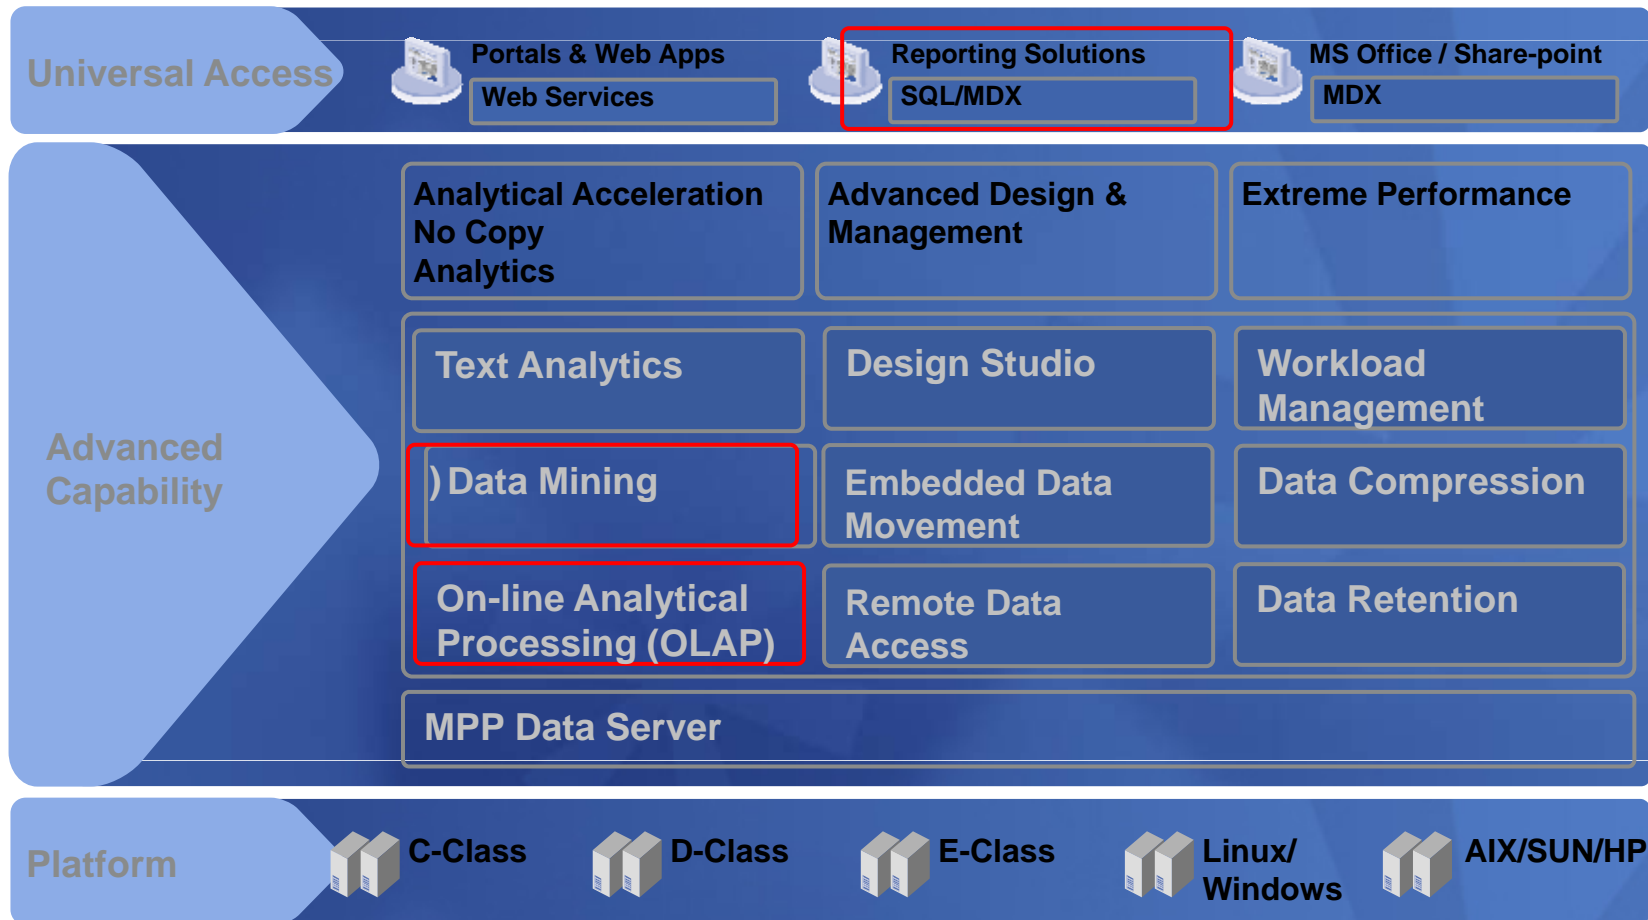 Universal Access
Portals & Web Apps
Web Services
Reporting Solutions
SQL/MDX
MS Office / Share-point
MDX
Advanced
Capability
Analytical Acceleration
No Copy
Analytics
Advanced Design &
Management
Extreme Performance
Text Analytics
Design Studio
Workload
Management
) Data Mining
Embedded Data
Movement
Data Compression
On-line Analytical
Processing (OLAP)
Remote Data
Access
Data Retention
MPP Data Server
Platform
C-Class
D-Class
E-Class
Linux/
Windows
AIX/SUN/HP